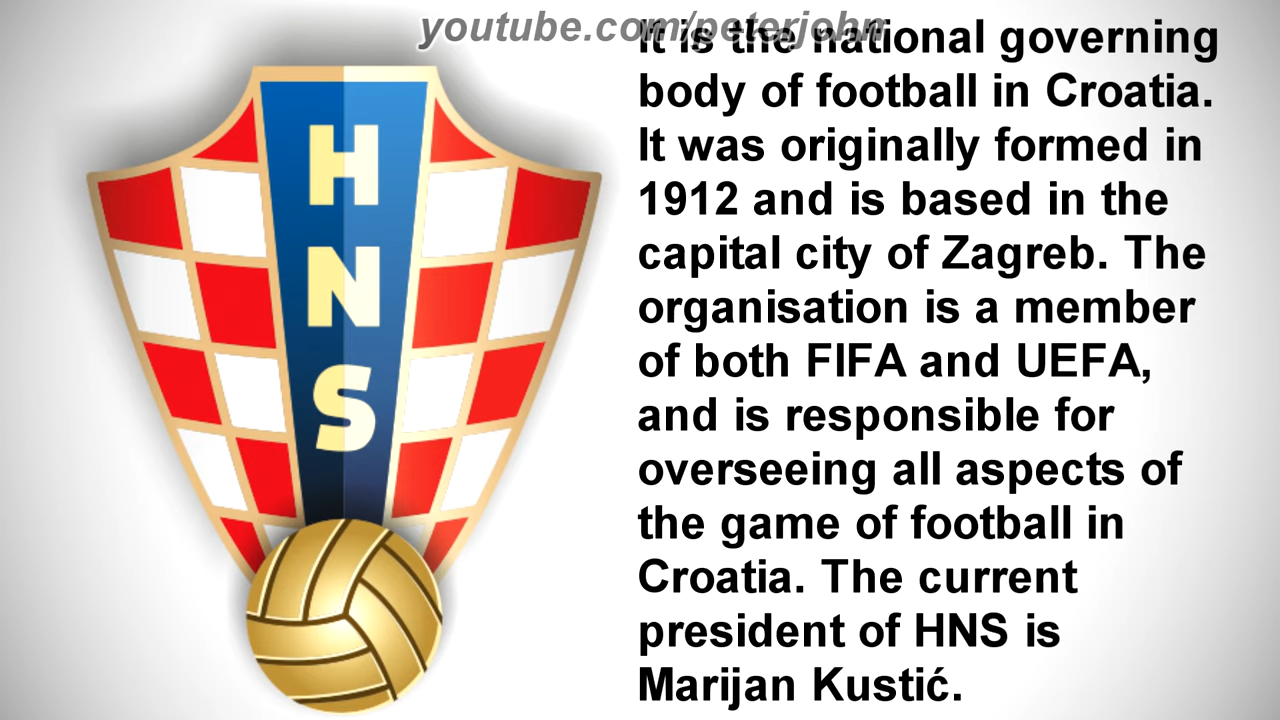 youtube.com/peterjohn
H
N
S
It is the national governing
body of football in Croatia.
It was originally formed in
1912 and is based in the
capital city of Zagreb. The
organisation is a member
of both FIFA and UEFA,
and is responsible for
overseeing all aspects of
the game of football in
Croatia. The current
president of HNS is
Marijan Kustić.